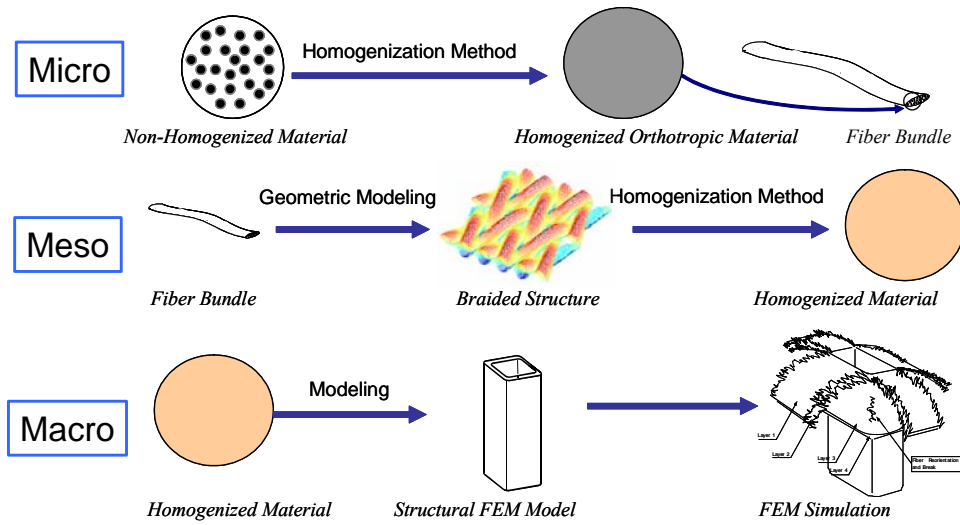 Micro
Homogenization Method
Non-Homogenized Material
Homogenized Orthotropic Material
Fiber Bundle
Meso
Geometric Modeling
Homogenization Method
Fiber Bundle
Braided Structure
Homogenized Material
Macro
Modeling
Layer 1
Layer 2
Layer 3
Layer 4
Fiber Reorientation
and Break
Homogenized Material
Structural FEM Model
FEM Simulation